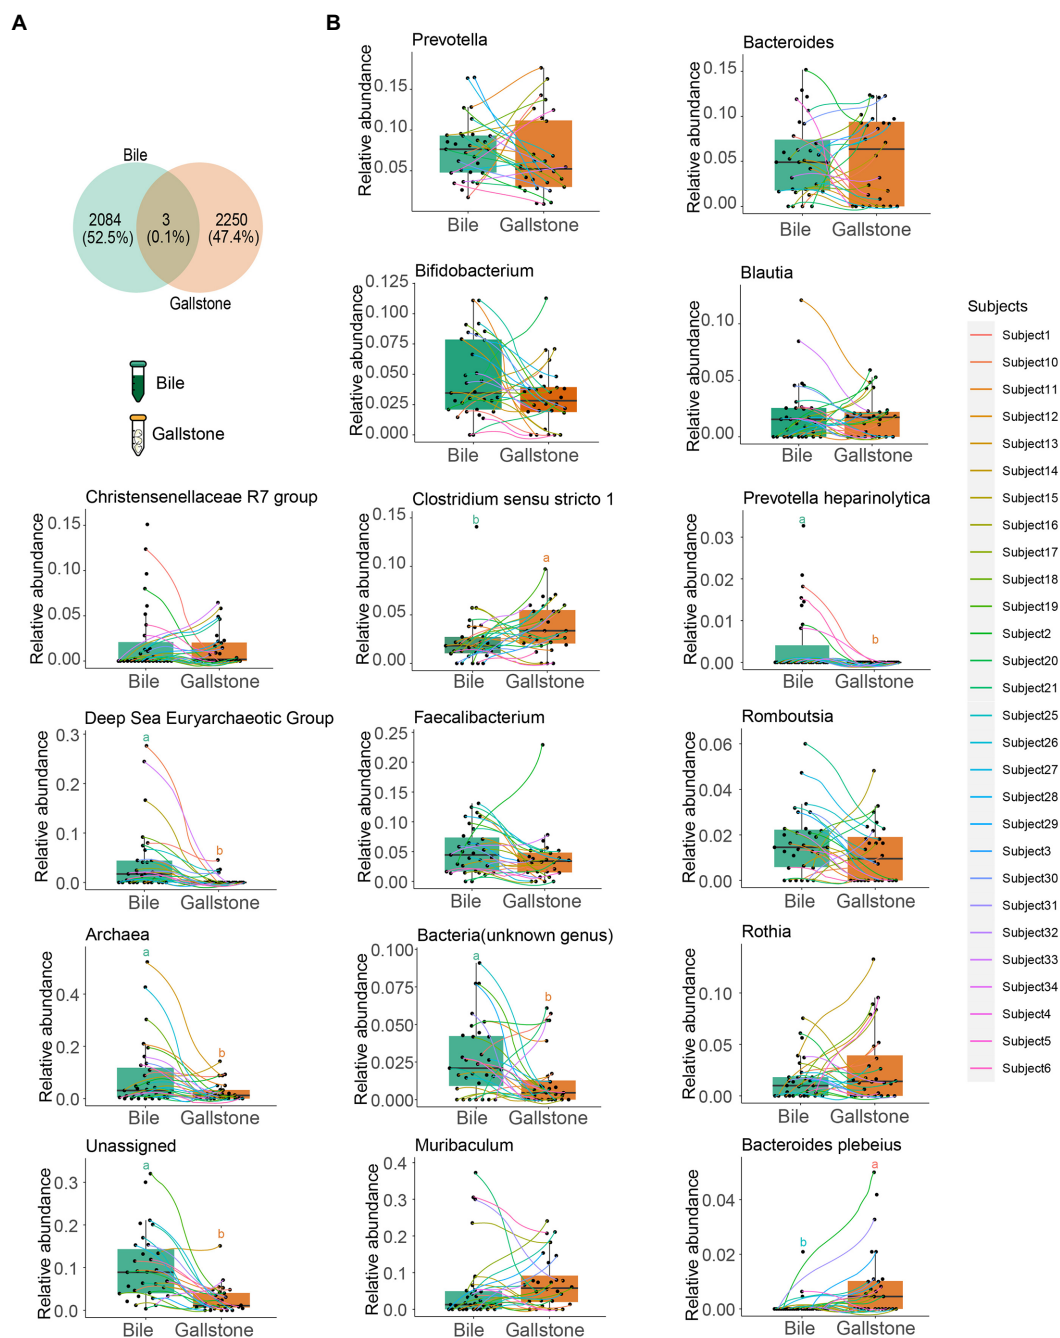 A
B
Bile
2084
(52.5%)
3
(0.1%)
2250
(47.4%)
Gallstone
Bile
Gallstone
Prevotella
Relative abundance
0.15
0.10
0.05
Bile Gallstone
Bacteroides
Relative abundance
0.15
0.10
0.05
0.00
Bile Gallstone
Bifidobacterium
Relative abundance
0.125
0.100
0.075
0.050
0.025
0.000
Bile Gallstone
Blautia
Relative abundance
0.10
0.05
0.00
Bile Gallstone
Christensenellaceae R7 group
Relative abundance
0.15
0.10
0.05
0.00
Bile Gallstone
Clostridium sensu stricto 1
Relative abundance
0.15
0.10
0.05
0.00
b
a
Bile Gallstone
Prevotella heparinolytica
Relative abundance
0.03
0.02
0.01
0.00
a
b
Bile Gallstone
Deep Sea Euryarchaeotic Group
Relative abundance
0.3
0.2
0.1
0.0
a
b
Bile Gallstone
Faecalibacterium
Relative abundance
0.25
0.20
0.15
0.10
0.05
0.00
Bile Gallstone
Romboutsia
Relative abundance
0.06
0.04
0.02
0.00
Bile Gallstone
Archaea
Relative abundance
0.4
0.2
0.0
a
b
Bile Gallstone
Bacteria(unknown genus)
Relative abundance
0.100
0.075
0.050
0.025
0.000
a
b
Bile Gallstone
Rothia
Relative abundance
0.10
0.05
0.00
Bile Gallstone
Unassigned
Relative abundance
0.3
0.2
0.1
0.0
a
b
Bile Gallstone
Muribaculum
Relative abundance
0.4
0.3
0.2
0.1
0.0
Bile Gallstone
Bacteroides plebeius
Relative abundance
0.04
0.02
0.00
b
a
Bile Gallstone
Subjects
Subject1
Subject10
Subject11
Subject12
Subject13
Subject14
Subject15
Subject16
Subject17
Subject18
Subject19
Subject2
Subject20
Subject21
Subject25
Subject26
Subject27
Subject28
Subject29
Subject3
Subject30
Subject31
Subject32
Subject33
Subject34
Subject4
Subject5
Subject6